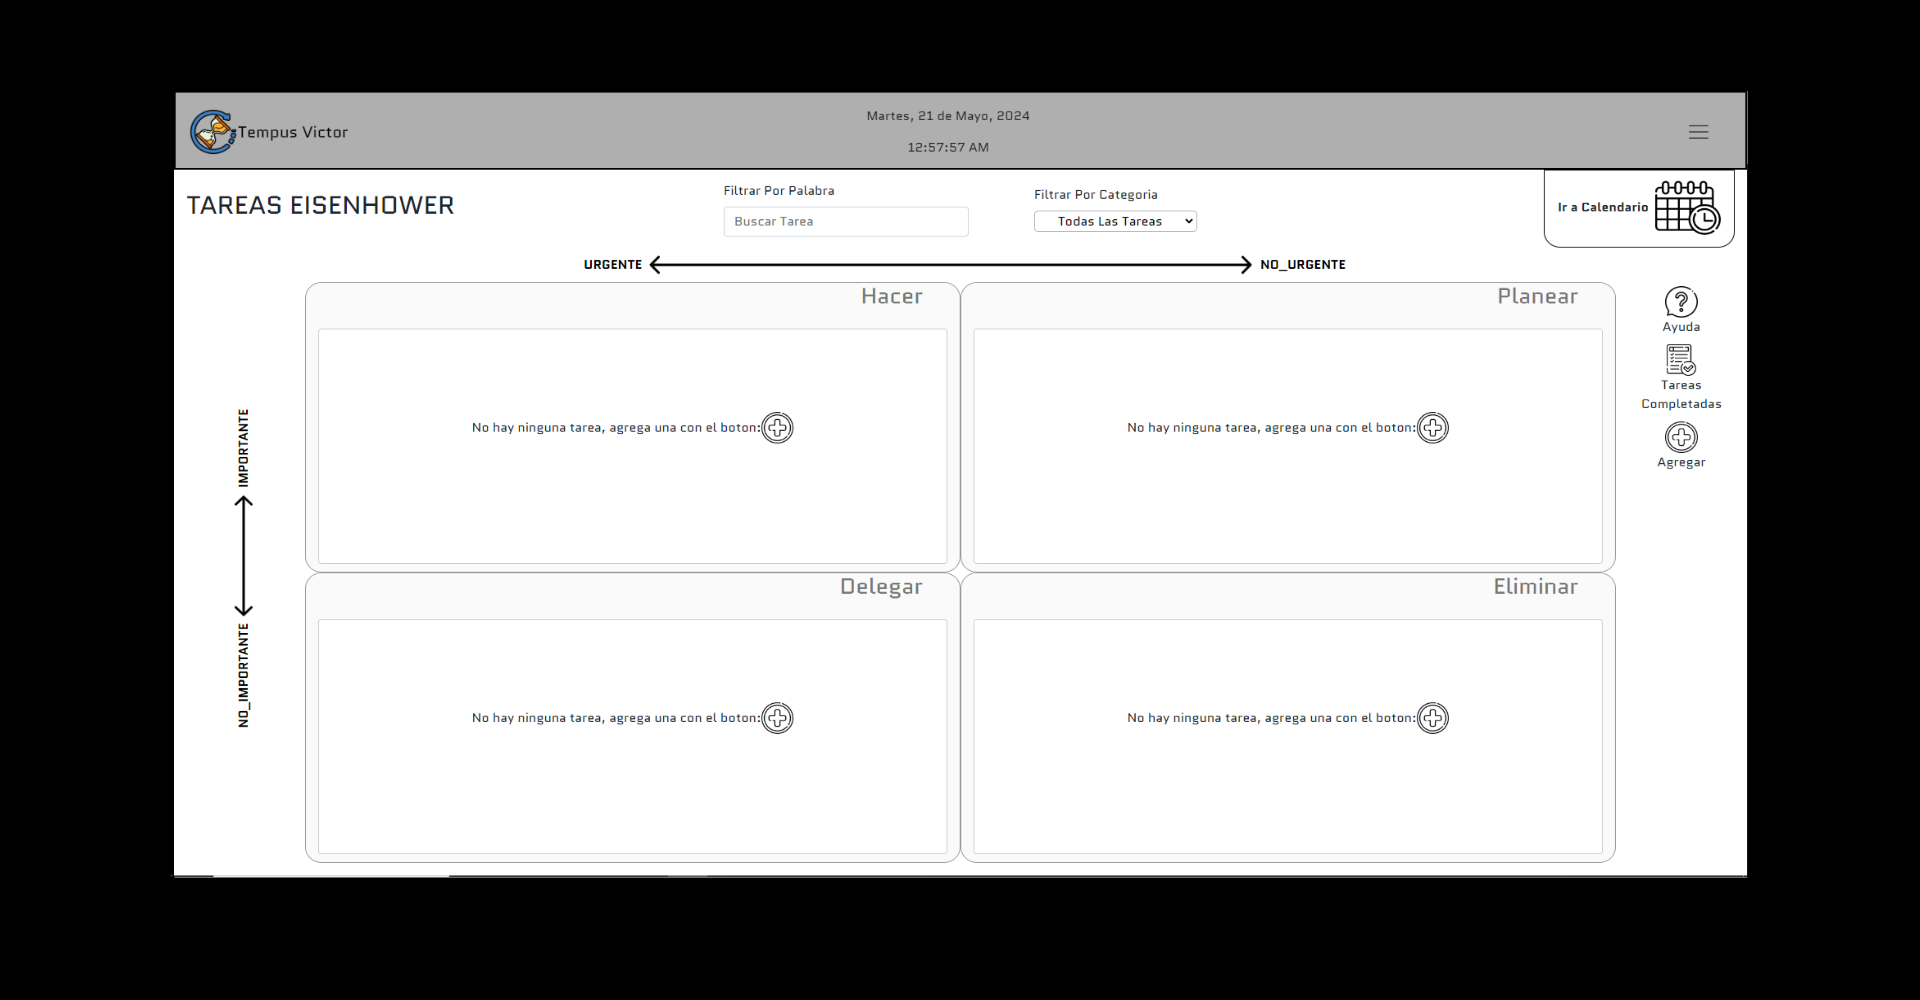 Tempus Victor
Martes, 21 de Mayo, 2024
12:57:57 AM
TAREAS EISENHOWER
Filtrar Por Palabra
Buscar Tarea
Filtrar Por Categoria
Todas Las Tareas
Ir a Calendario
URGENTE
NO_URGENTE
IMPORTANTE
NO_IMPORTANTE
Hacer
No hay ninguna tarea, agrega una con el boton:
Planear
No hay ninguna tarea, agrega una con el boton:
Delegar
No hay ninguna tarea, agrega una con el boton:
Eliminar
No hay ninguna tarea, agrega una con el boton:
Ayuda
Tareas
Completadas
Agregar